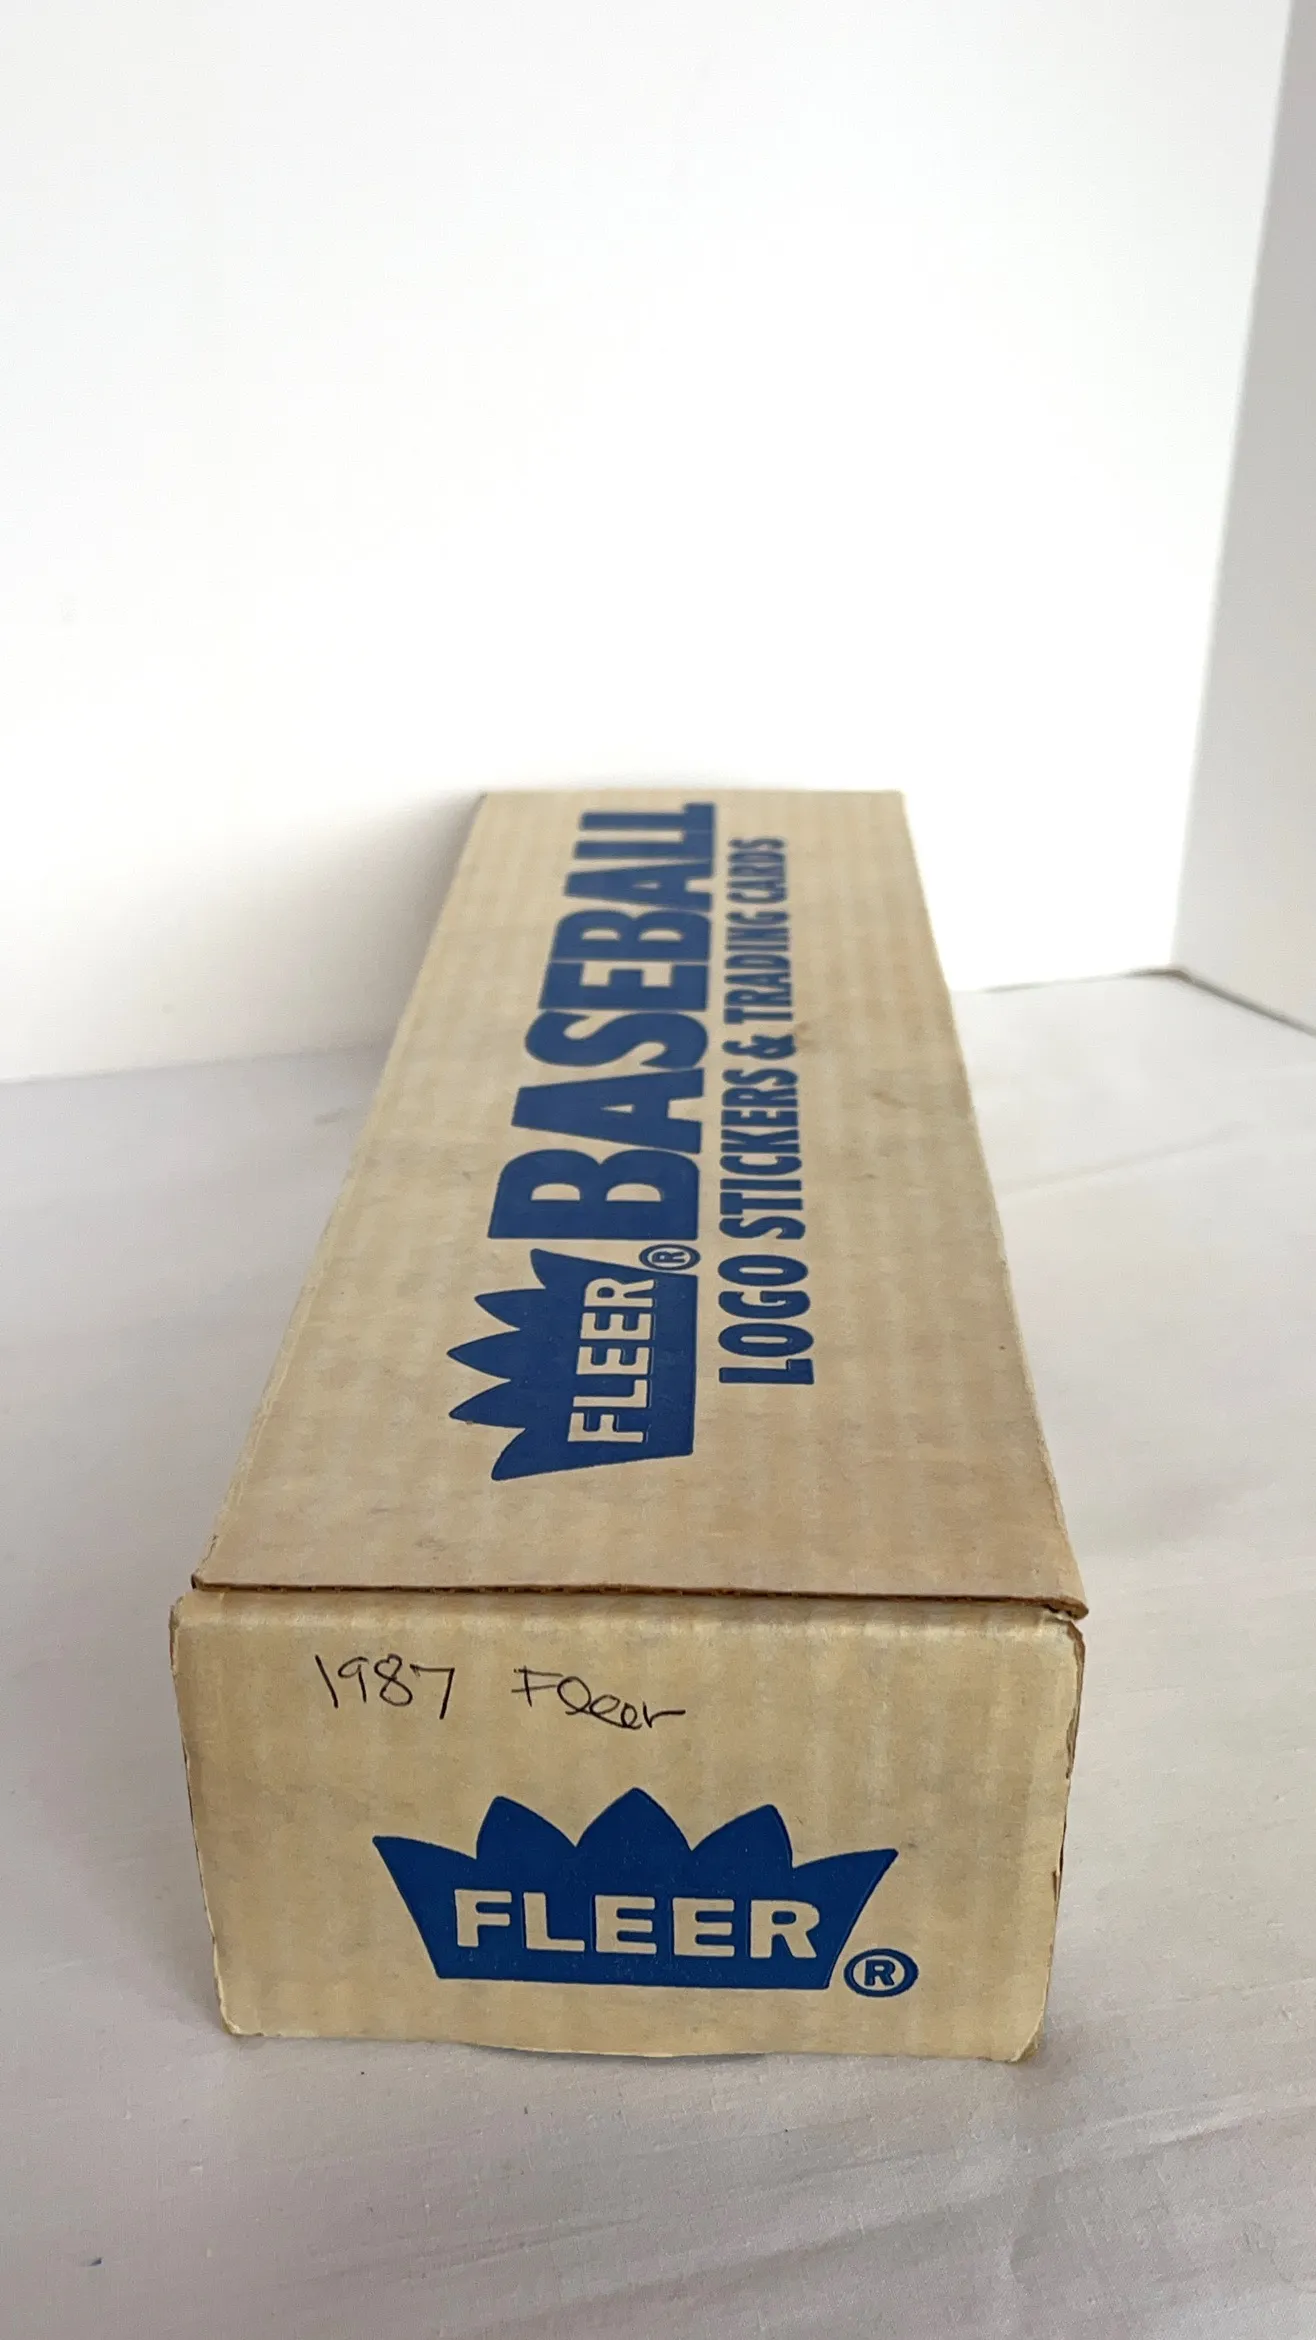 FLEER® BASEBALL
LOGO STICKERS & TRADING CARDS
1987 Fleer
FLEER ®